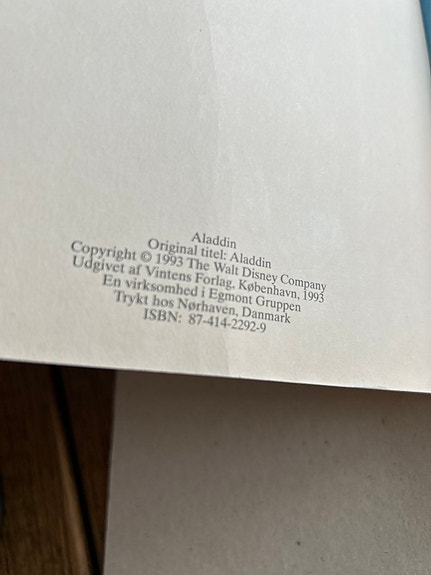 Aladdin
Original titel: Aladdin
Copyright © 1993 The Walt Disney Company
Udgivet af Vintens Forlag, København, 1993
En virksomhed i Egmont Gruppen
Trykt hos Nørhaven, Danmark
ISBN: 87-414-2292-9